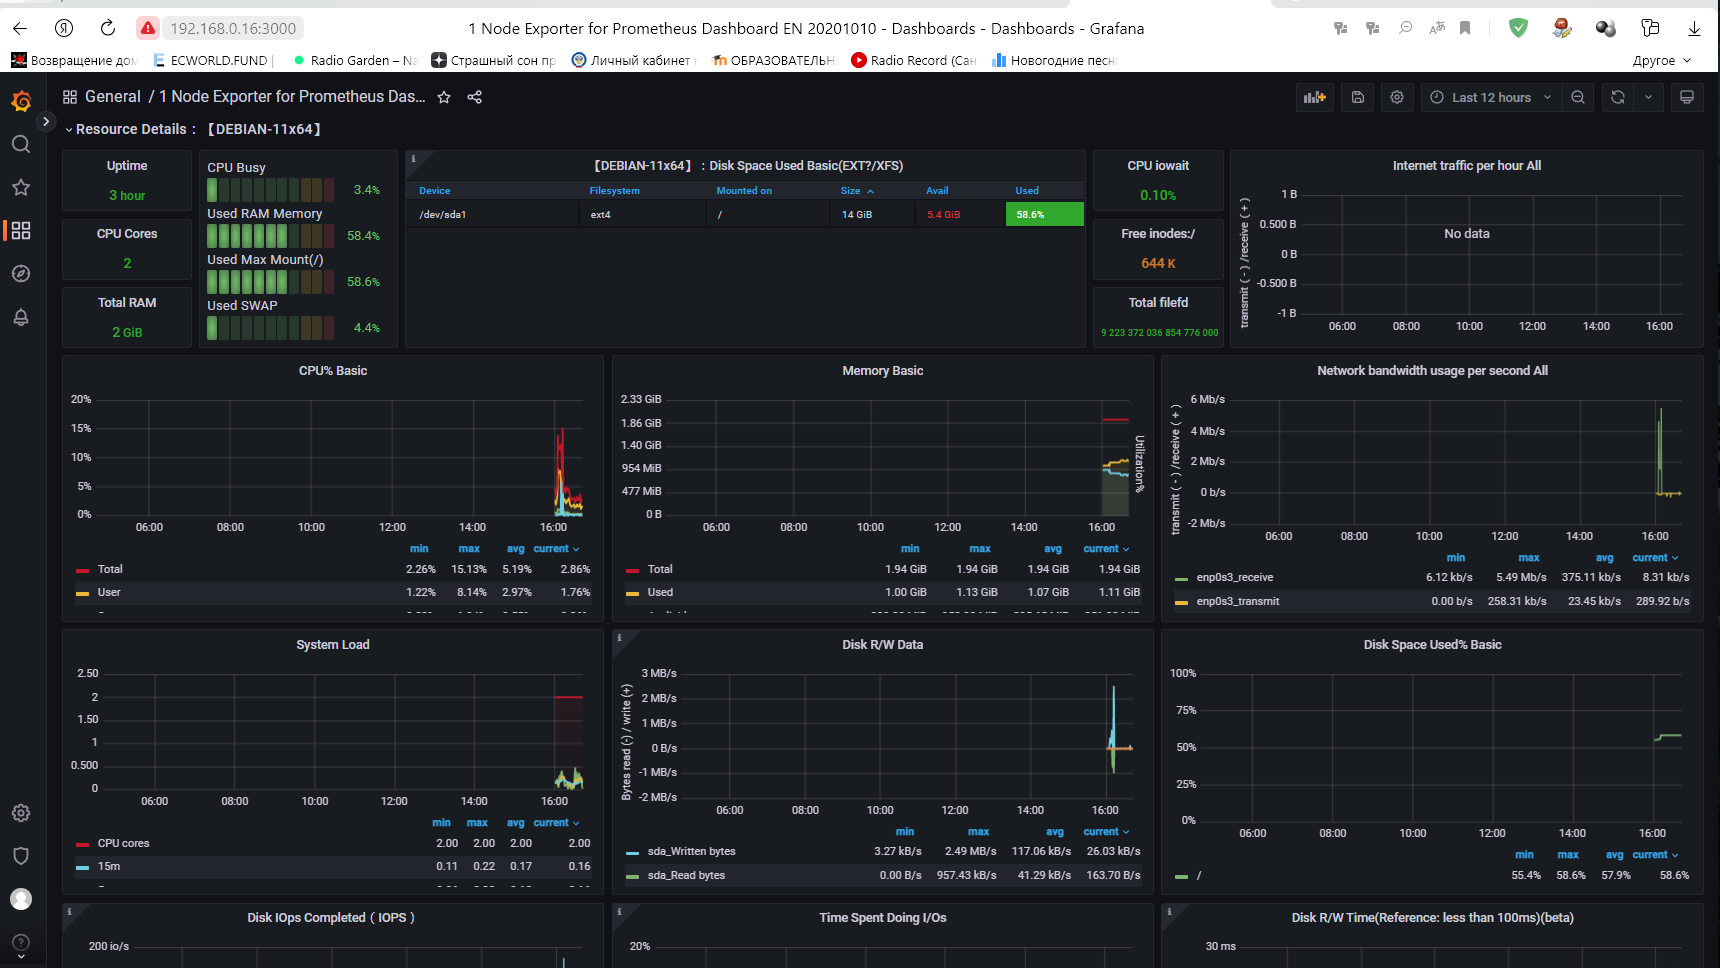 192.168.0.16:3000
1 Node Exporter for Prometheus Dashboard EN 20201010 - Dashboards - Dashboards - Grafana
Возвращение дом
ECWORLD.FUND |
Radio Garden – Na
Страшный сон пр
Личный кабинет
ОБРАЗОВАТЕЛЬН
Radio Record (Сан
Новогодние песн
Другое
General / 1 Node Exporter for Prometheus Das...
Last 12 hours
Resource Details : 【DEBIAN-11x64】
Uptime
3 hour
CPU Cores
2
Total RAM
2 GiB
CPU Busy
3.4%
Used RAM Memory
58.4%
Used Max Mount(/)
58.6%
Used SWAP
4.4%
【DEBIAN-11x64】 : Disk Space Used Basic(EXT?/XFS)
Device Filesystem Mounted on Size Avail Used
/dev/sda1 ext4 / 14 GiB 5.4 GiB 58.6%
CPU iowait
0.10%
Free inodes:/
644 K
Total filefd
9 223 372 036 854 776 000
Internet traffic per hour All
transmit ( - ) /receive ( + )
1 B
0.500 B
0 B
-0.500 B
-1 B
No data
06:00 08:00 10:00 12:00 14:00 16:00
CPU% Basic
20%
15%
10%
5%
0%
06:00 08:00 10:00 12:00 14:00 16:00
min max avg current
Total 2.26% 15.13% 5.19% 2.86%
User 1.22% 8.14% 2.97% 1.76%
Memory Basic
2.33 GiB
1.86 GiB
1.40 GiB
954 MiB
477 MiB
0 B
Utilization%
06:00 08:00 10:00 12:00 14:00 16:00
min max avg current
Total 1.94 GiB 1.94 GiB 1.94 GiB 1.94 GiB
Used 1.00 GiB 1.13 GiB 1.07 GiB 1.11 GiB
Network bandwidth usage per second All
transmit ( - ) /receive ( + )
6 Mb/s
4 Mb/s
2 Mb/s
0 b/s
-2 Mb/s
06:00 08:00 10:00 12:00 14:00 16:00
min max avg current
enp0s3_receive 6.12 kb/s 5.49 Mb/s 375.11 kb/s 8.31 kb/s
enp0s3_transmit 0.00 b/s 258.31 kb/s 23.45 kb/s 289.92 b/s
System Load
2.50
2
1.50
1
0.500
0
06:00 08:00 10:00 12:00 14:00 16:00
min max avg current
CPU cores 2.00 2.00 2.00 2.00
15m 0.11 0.22 0.17 0.16
Disk R/W Data
Bytes read (-) / write (+)
3 MB/s
2 MB/s
1 MB/s
0 B/s
-1 MB/s
-2 MB/s
06:00 08:00 10:00 12:00 14:00 16:00
min max avg current
sda_Written bytes 3.27 kB/s 2.49 MB/s 117.06 kB/s 26.03 kB/s
sda_Read bytes 0.00 B/s 957.43 kB/s 41.29 kB/s 163.70 B/s
Disk Space Used% Basic
100%
75%
50%
25%
0%
06:00 08:00 10:00 12:00 14:00 16:00
min max avg current
/ 55.4% 58.6% 57.9% 58.6%
Disk IOps Completed ( IOPS )
200 io/s
Time Spent Doing I/Os
20%
Disk R/W Time(Reference: less than 100ms)(beta)
30 ms